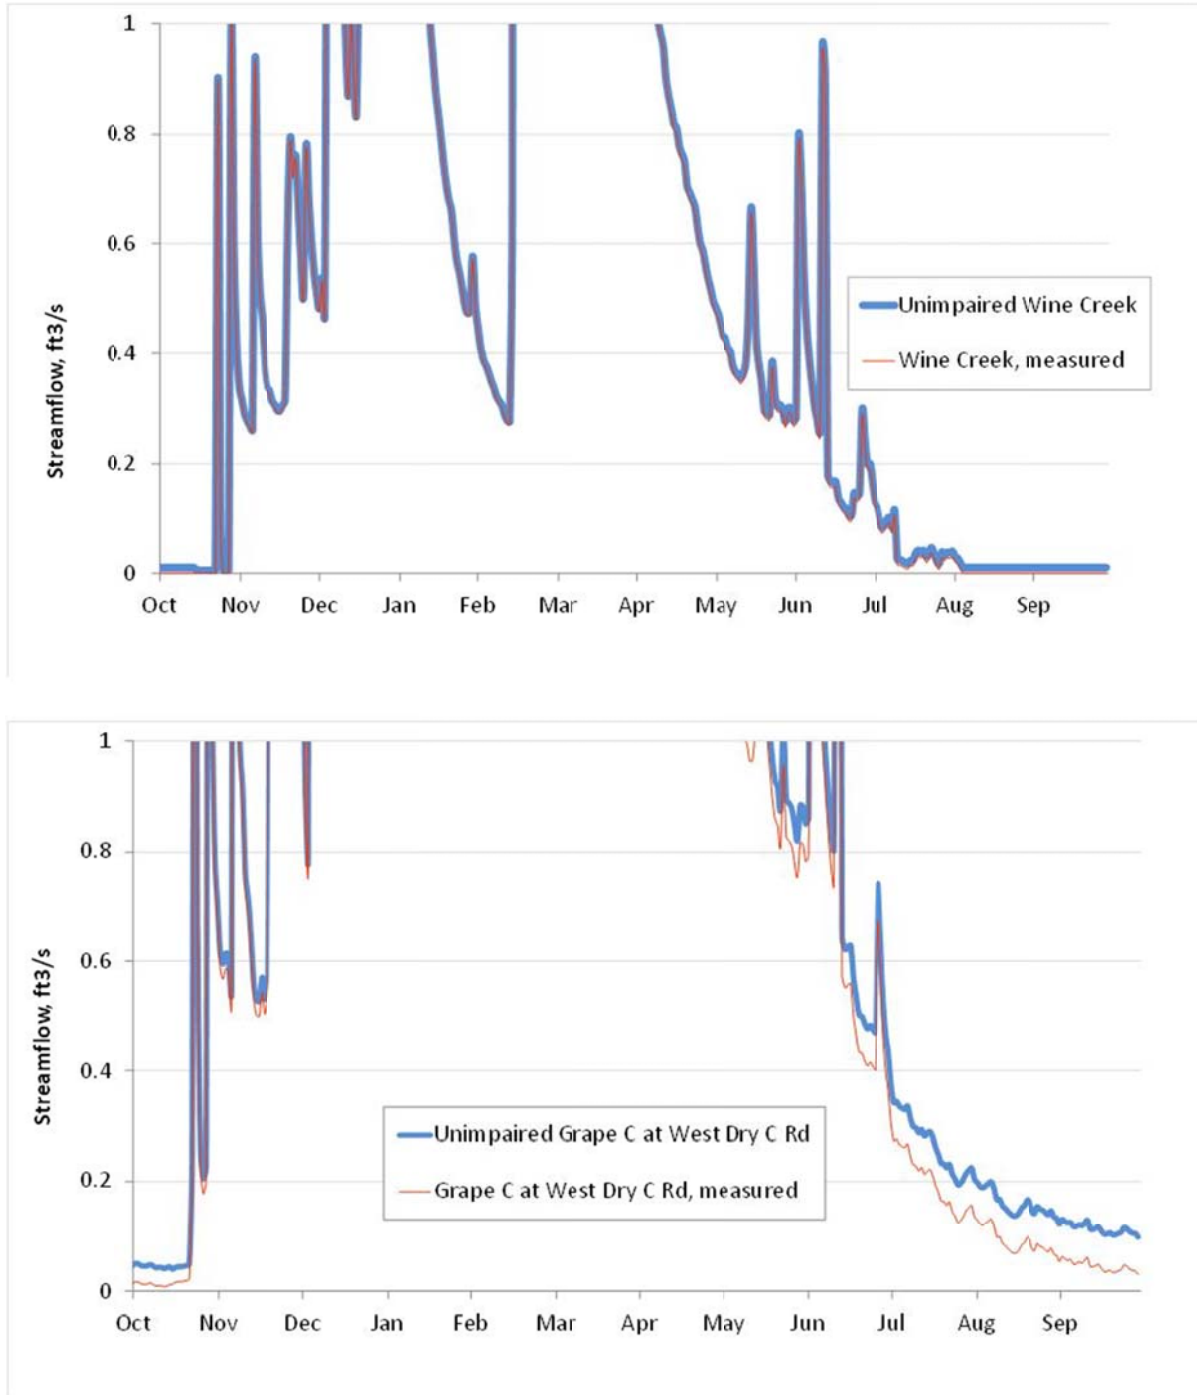 1
0.8
0.6
0.4
0.2
0
Streamflow, ft3/s
Unimpaired Wine Creek
Wine Creek, measured
Oct Nov Dec Jan Feb Mar Apr May Jun Jul Aug Sep
1
0.8
0.6
0.4
0.2
0
Streamflow, ft3/s
Unimpaired Grape C at West Dry C Rd
Grape C at West Dry C Rd, measured
Oct Nov Dec Jan Feb Mar Apr May Jun Jul Aug Sep